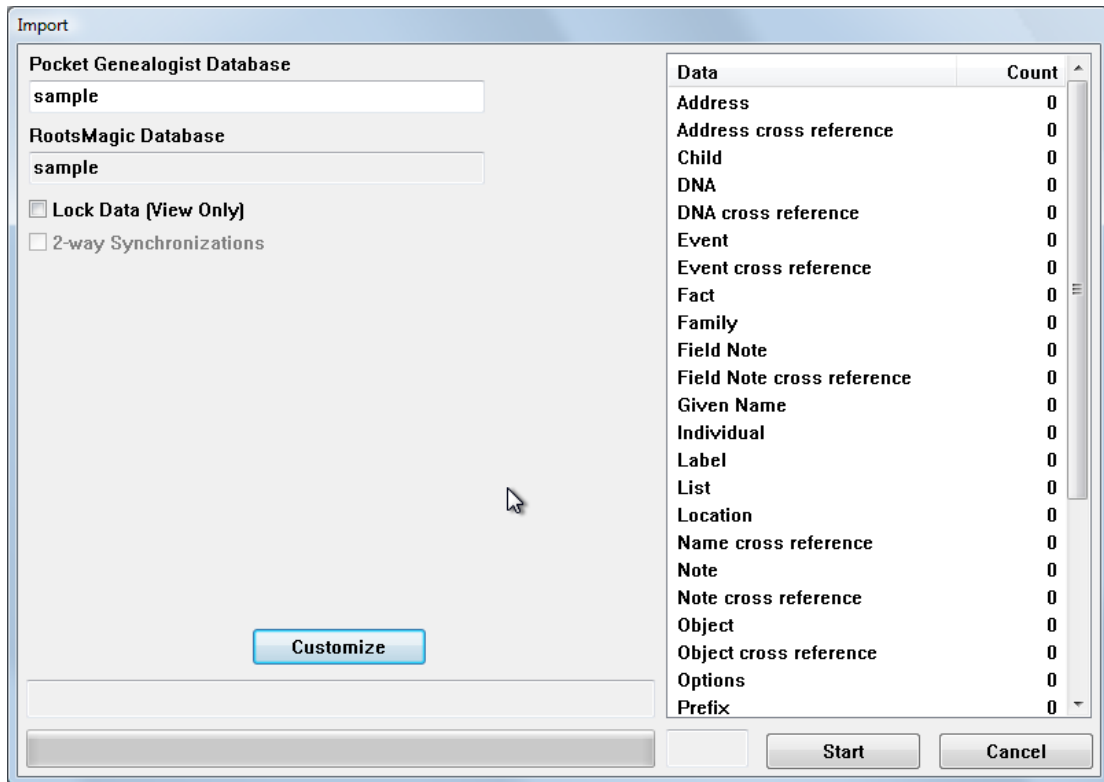 Import
Pocket Genealogist Database
sample
RootsMagic Database
sample
Lock Data (View Only)
2-way Synchronizations
Customize
Data Count
Address 0
Address cross reference 0
Child 0
DNA 0
DNA cross reference 0
Event 0
Event cross reference 0
Fact 0
Family 0
Field Note 0
Field Note cross reference 0
Given Name 0
Individual 0
Label 0
List 0
Location 0
Name cross reference 0
Note 0
Note cross reference 0
Object 0
Object cross reference 0
Options 0
Prefix 0
Start Cancel